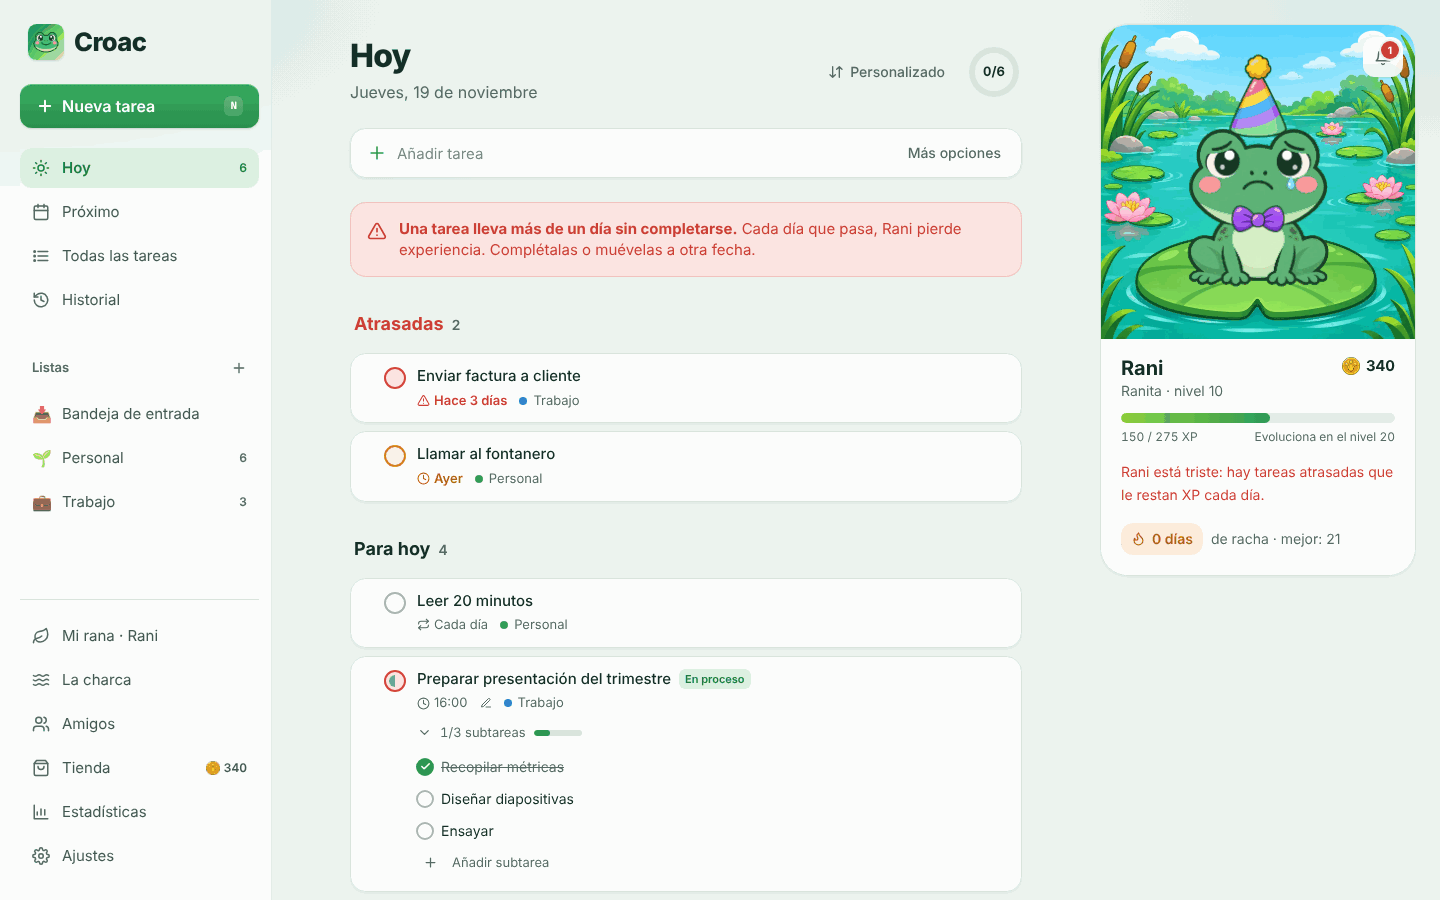 Croac
Nueva tarea N
Hoy 6
Próximo
Todas las tareas
Historial
Listas
Bandeja de entrada
Personal 6
Trabajo 3
Mi rana · Rani
La charca
Amigos
Tienda 340
Estadísticas
Ajustes
Hoy
Jueves, 19 de noviembre
Personalizado
0/6
Añadir tarea
Más opciones
Una tarea lleva más de un día sin completarse. Cada día que pasa, Rani pierde
experiencia. Complétalas o muévelas a otra fecha.
Atrasadas 2
Enviar factura a cliente
Hace 3 días Trabajo
Llamar al fontanero
Ayer Personal
Para hoy 4
Leer 20 minutos
Cada día Personal
Preparar presentación del trimestre En proceso
16:00 Trabajo
1/3 subtareas
Recopilar métricas
Diseñar diapositivas
Ensayar
Añadir subtarea
1
Rani 340
Ranita · nivel 10
150 / 275 XP Evoluciona en el nivel 20
Rani está triste: hay tareas atrasadas que
le restan XP cada día.
0 días de racha · mejor: 21